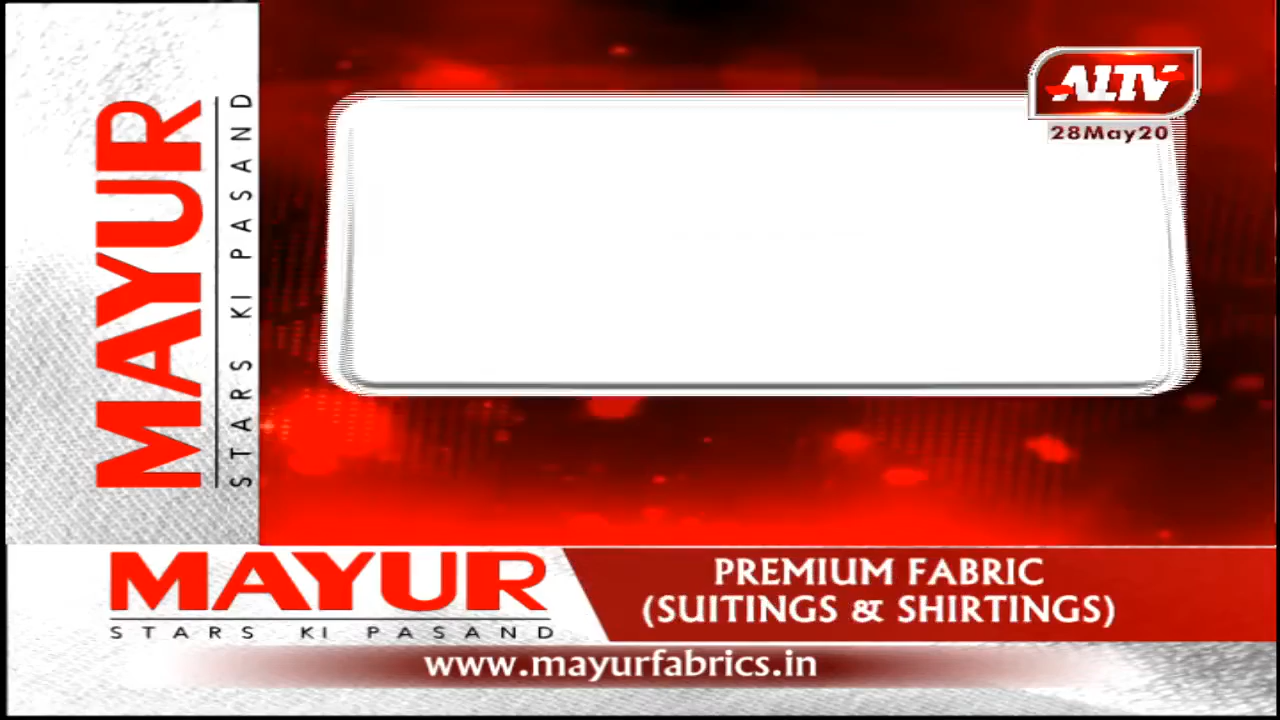 MAYUR
STARS KI PASAND
ALTV
28May20
MAYUR
STARS KI PASAND
PREMIUM FABRIC
(SUITINGS & SHIRTINGS)
www.mayurfabrics.in